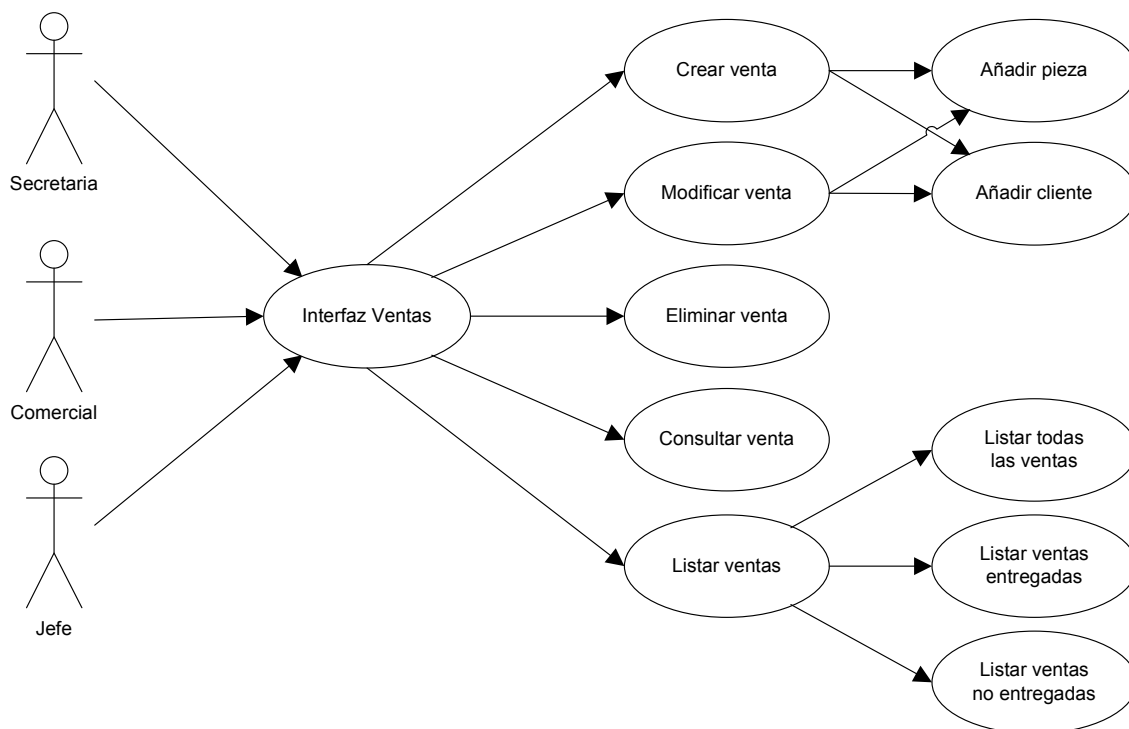 Crear venta
Añadir pieza
Secretaria
Modificar venta
Añadir cliente
Interfaz Ventas
Eliminar venta
Comercial
Consultar venta
Listar todas
las ventas
Listar ventas
Listar ventas
entregadas
Jefe
Listar ventas
no entregadas